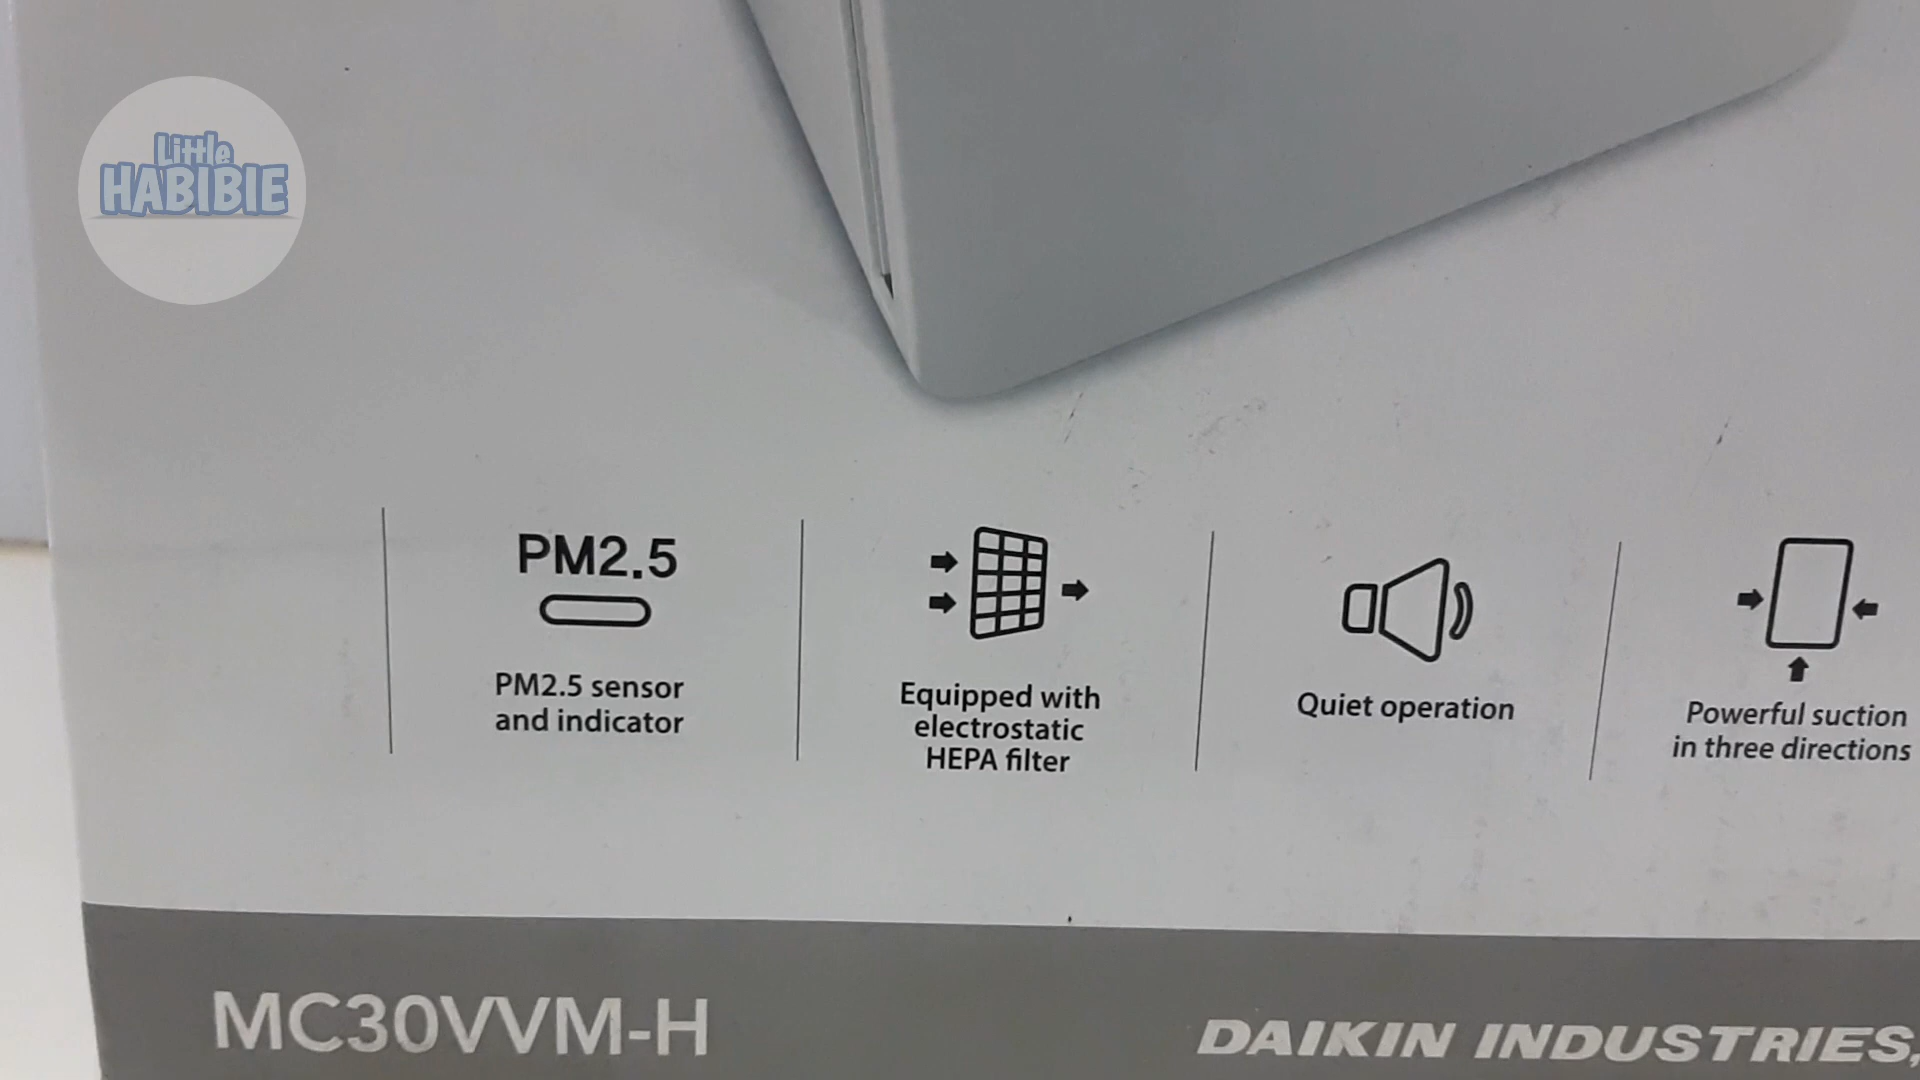 Little
HABIBIE
PM2.5
PM2.5 sensor
and indicator
Equipped with
electrostatic
HEPA filter
Quiet operation
Powerful suction
in three directions
MC30VVM-H
DAIKIN INDUSTRIES,